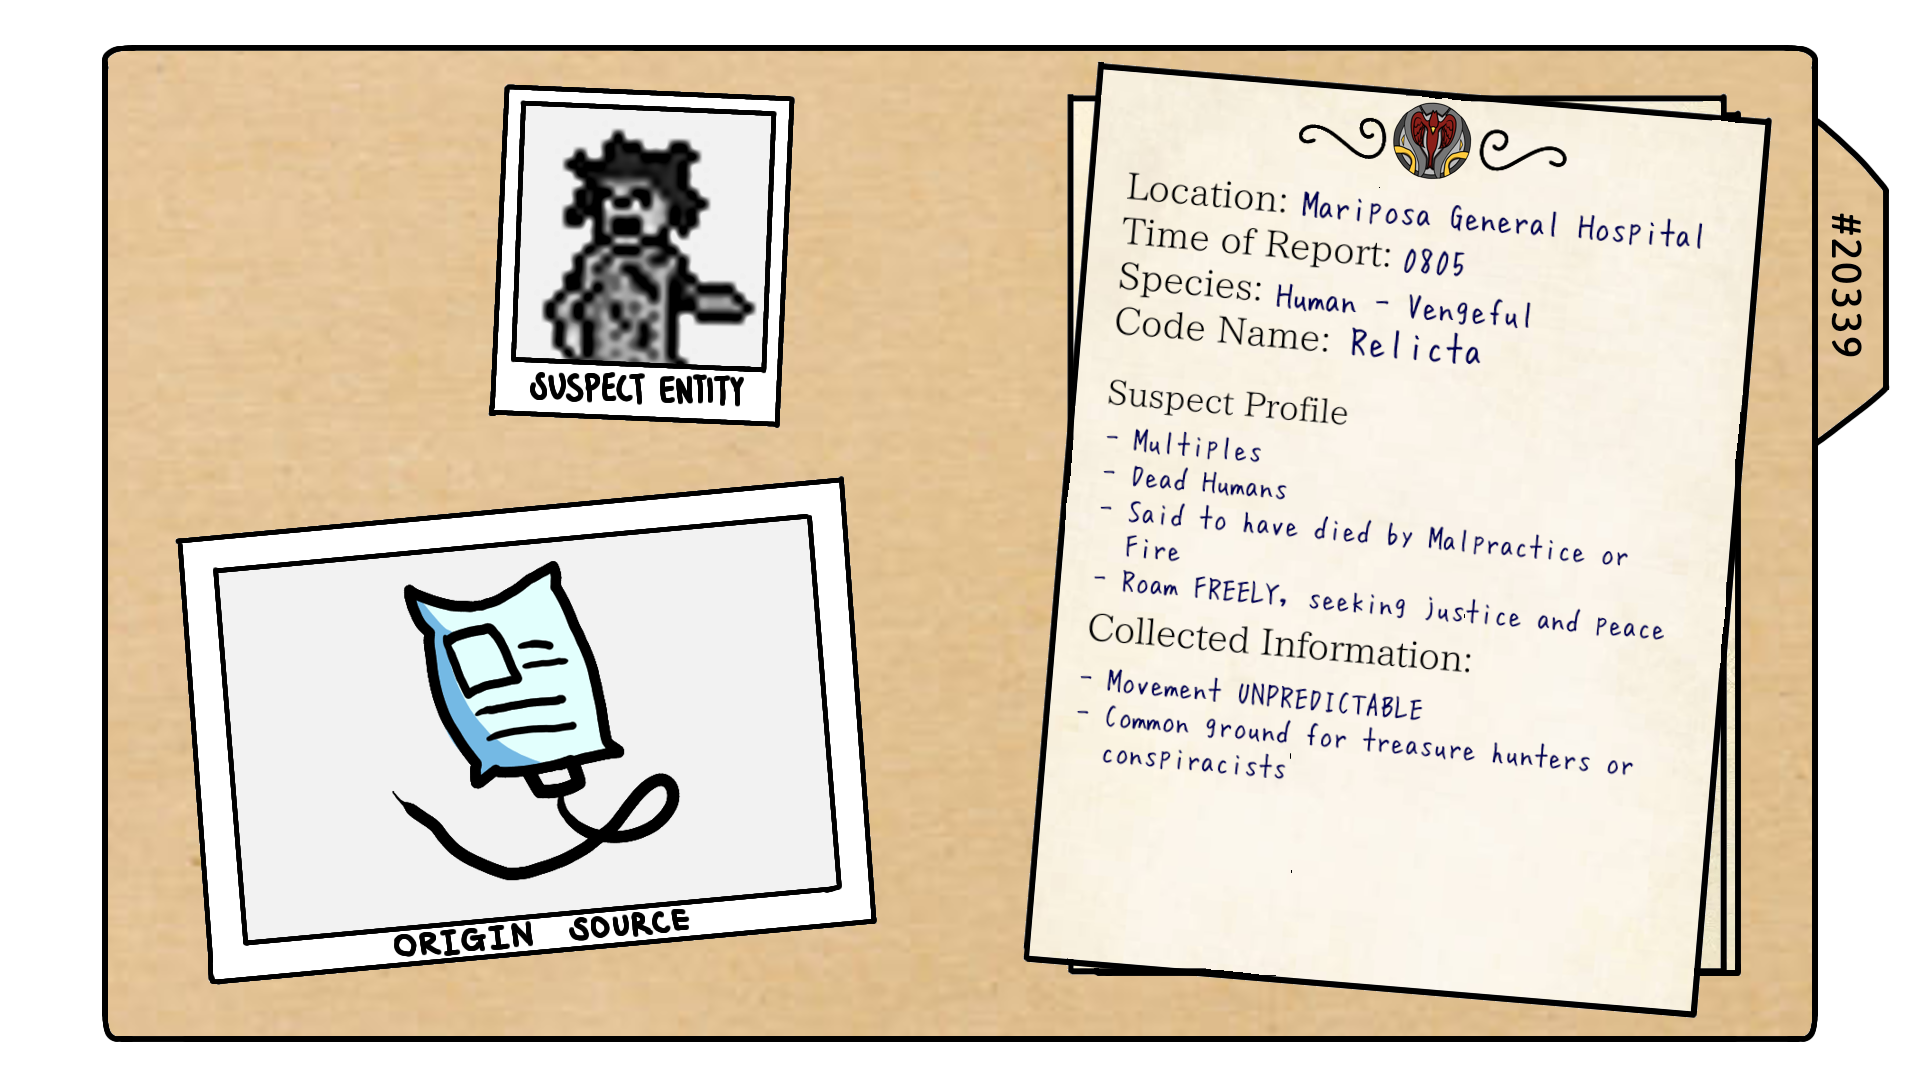 SUSPECT ENTITY
ORIGIN SOURCE
Location: Mariposa General Hospital
Time of Report: 0805
Species: Human - Vengeful
Code Name: Relicta
Suspect Profile
- Multiples
- Dead Humans
- Said to have died by Malpractice or
Fire
- Roam FREELY, seeking justice and peace
Collected Information:
- Movement UNPREDICTABLE
- Common ground for treasure hunters or
conspiracists
#20339